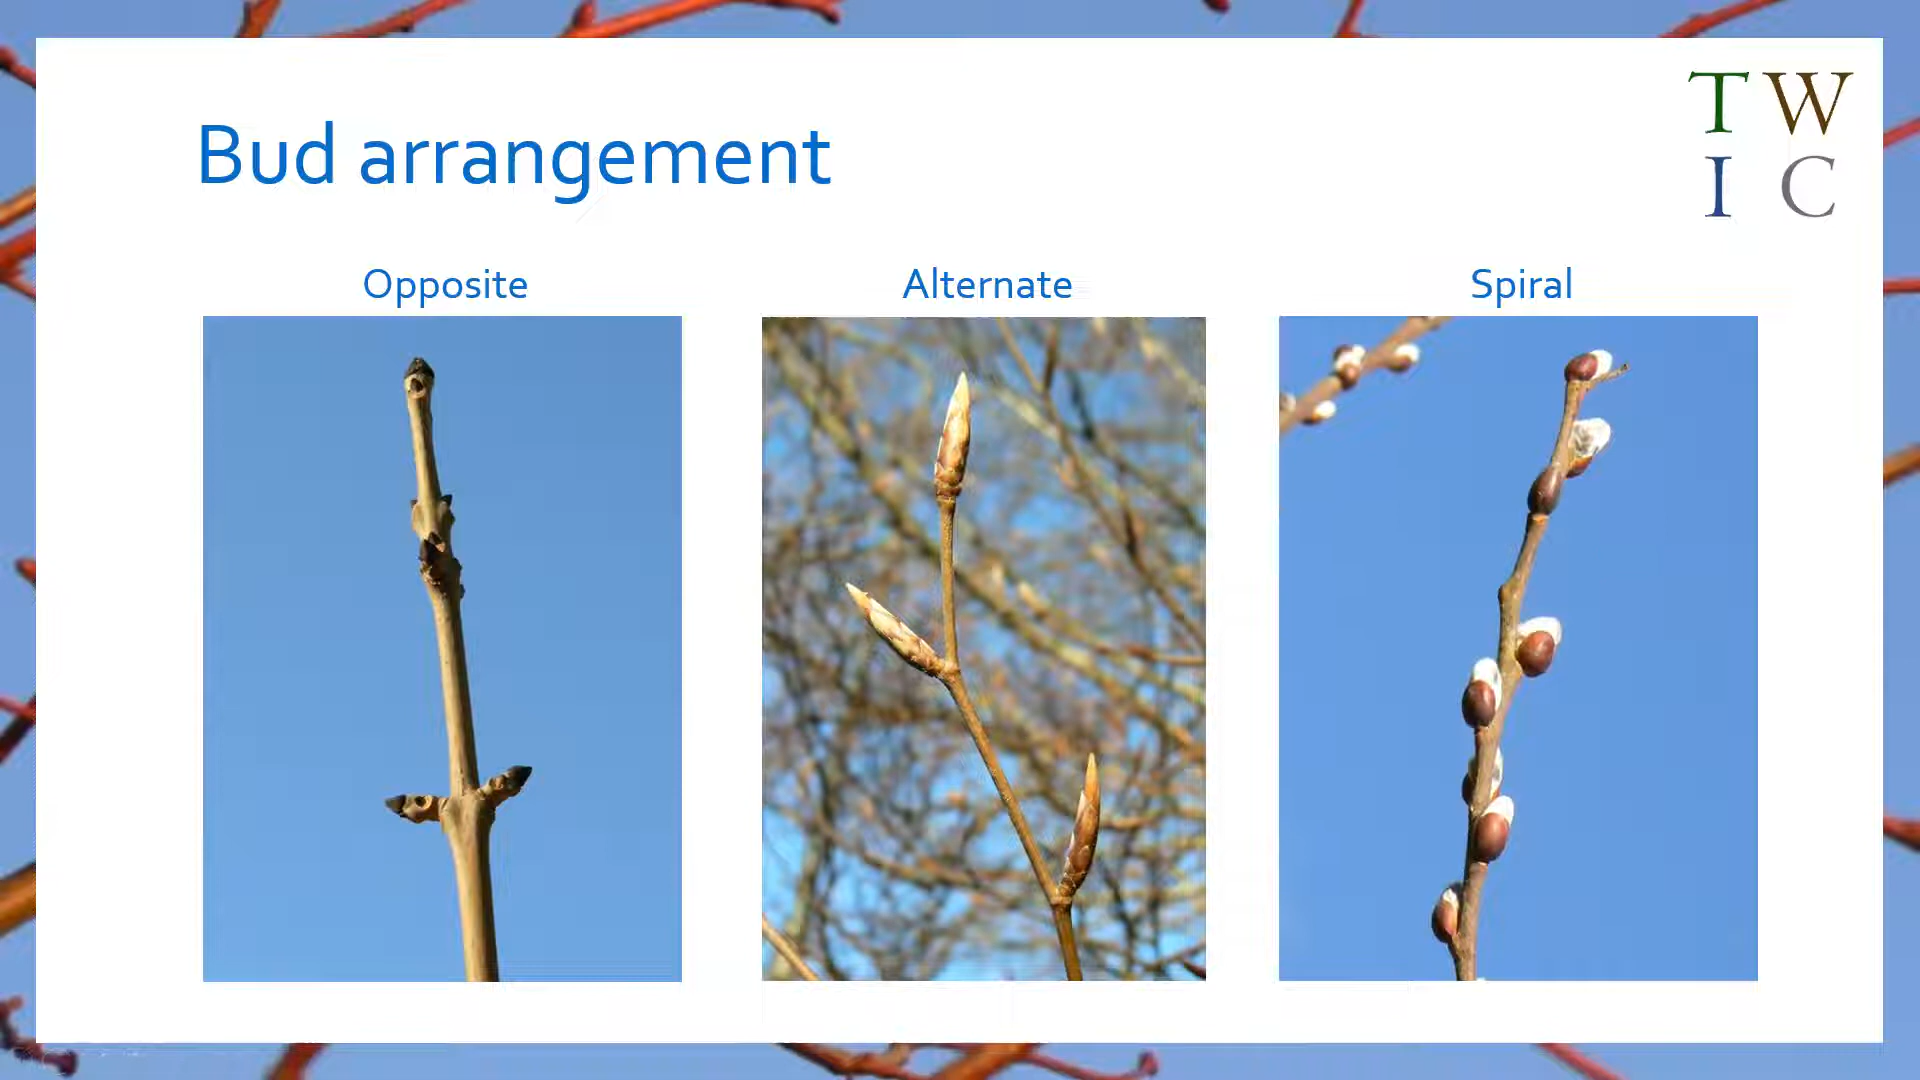 Bud arrangement
T W
I C
Opposite
Alternate
Spiral